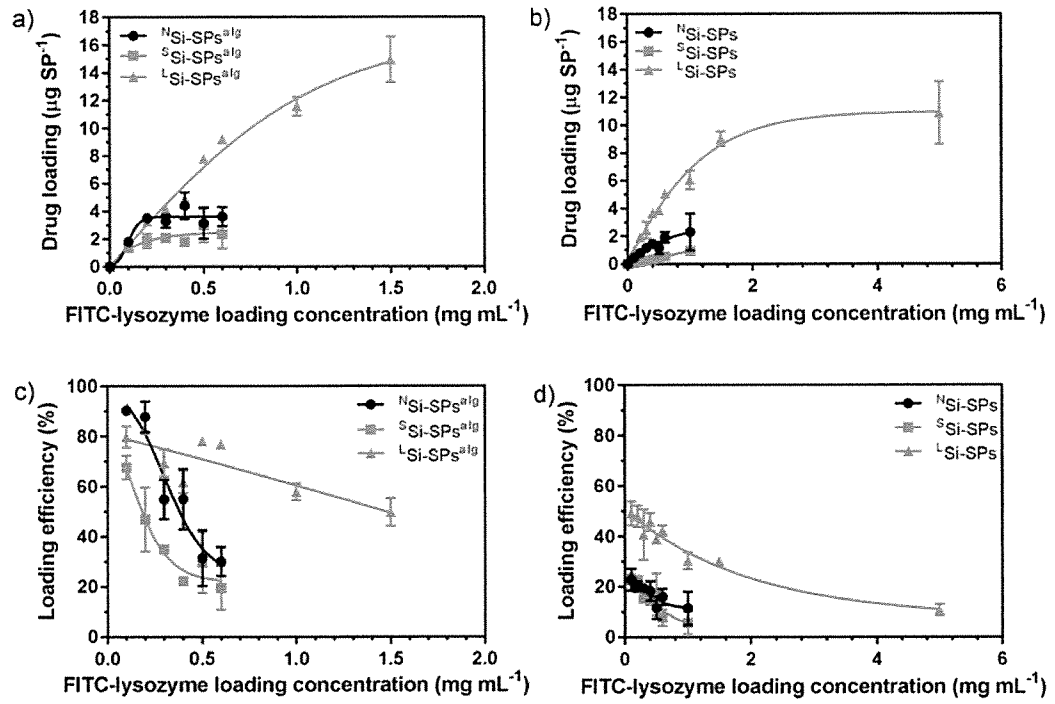 a)
18
16
14
12
10
8
6
4
2
0
Drug loading (µg SP⁻¹)
ᴺSi-SPsᵃˡᵍ
ˢSi-SPsᵃˡᵍ
ᴸSi-SPsᵃˡᵍ
0.0 0.5 1.0 1.5 2.0
FITC-lysozyme loading concentration (mg mL⁻¹)
b)
18
16
14
12
10
8
6
4
2
0
Drug loading (µg SP⁻¹)
ᴺSi-SPs
ˢSi-SPs
ᴸSi-SPs
0 2 4 6
FITC-lysozyme loading concentration (mg mL⁻¹)
c)
100
80
60
40
20
0
Loading efficiency (%)
ᴺSi-SPsᵃˡᵍ
ˢSi-SPsᵃˡᵍ
ᴸSi-SPsᵃˡᵍ
0.0 0.5 1.0 1.5 2.0
FITC-lysozyme loading concentration (mg mL⁻¹)
d)
100
80
60
40
20
0
Loading efficiency (%)
ᴺSi-SPs
ˢSi-SPs
ᴸSi-SPs
0 2 4 6
FITC-lysozyme loading concentration (mg mL⁻¹)